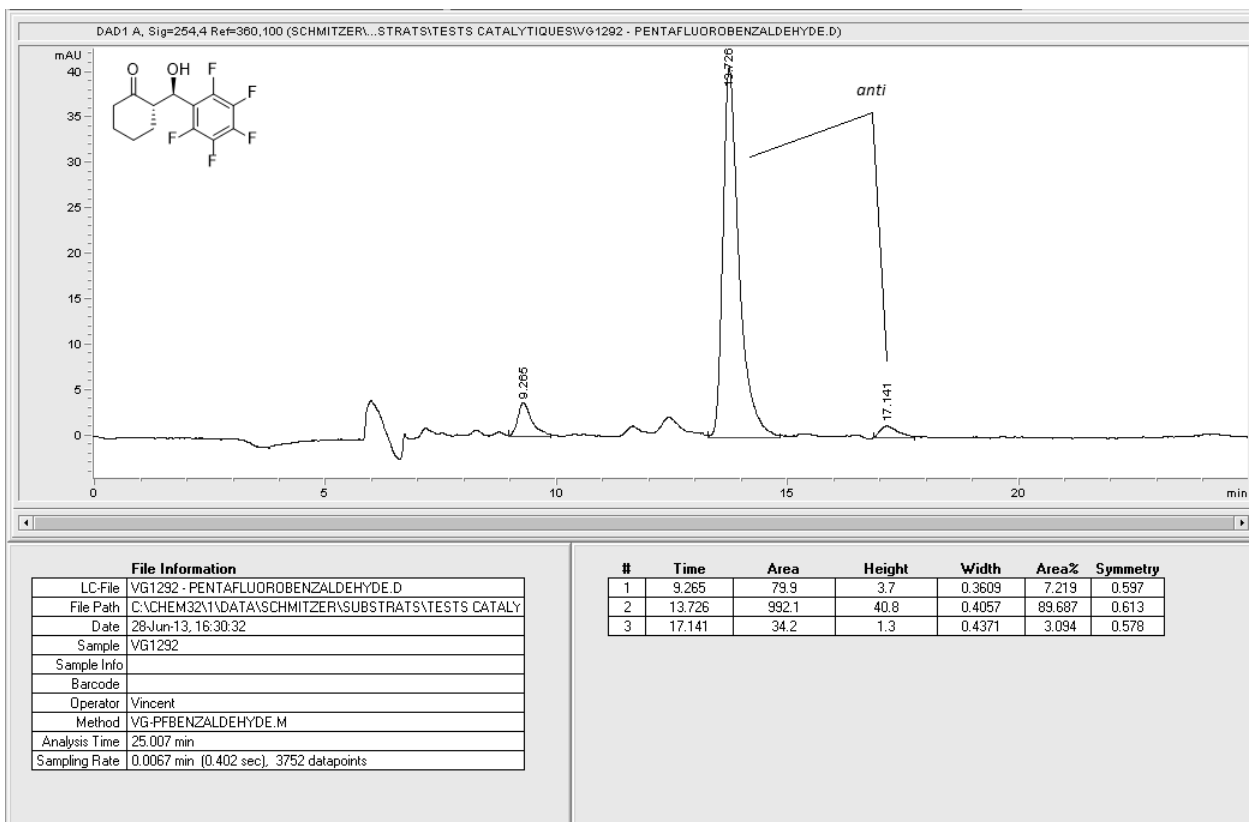 DAD1 A, Sig=254,4 Ref=360,100 (SCHMITZER\...STRATS\TESTS CATALYTIQUES\VG1292 - PENTAFLUOROBENZALDEHYDE.D)
mAU
40
35
30
25
20
15
10
5
0
O
OH
F
F
F
F
F
9.265
13.726
17.141
anti
0
5
10
15
20
min
File Information
LC-File VG1292 - PENTAFLUOROBENZALDEHYDE.D
File Path C:\CHEM32\1\DATA\SCHMITZER\SUBSTRATS\TESTS CATALY
Date 28-Jun-13, 16:30:32
Sample VG1292
Sample Info
Barcode
Operator Vincent
Method VG-PFBENZALDEHYDE.M
Analysis Time 25.007 min
Sampling Rate 0.0067 min (0.402 sec), 3752 datapoints
# Time Area Height Width Area% Symmetry
1 9.265 79.9 3.7 0.3609 7.219 0.597
2 13.726 992.1 40.8 0.4057 89.687 0.613
3 17.141 34.2 1.3 0.4371 3.094 0.578